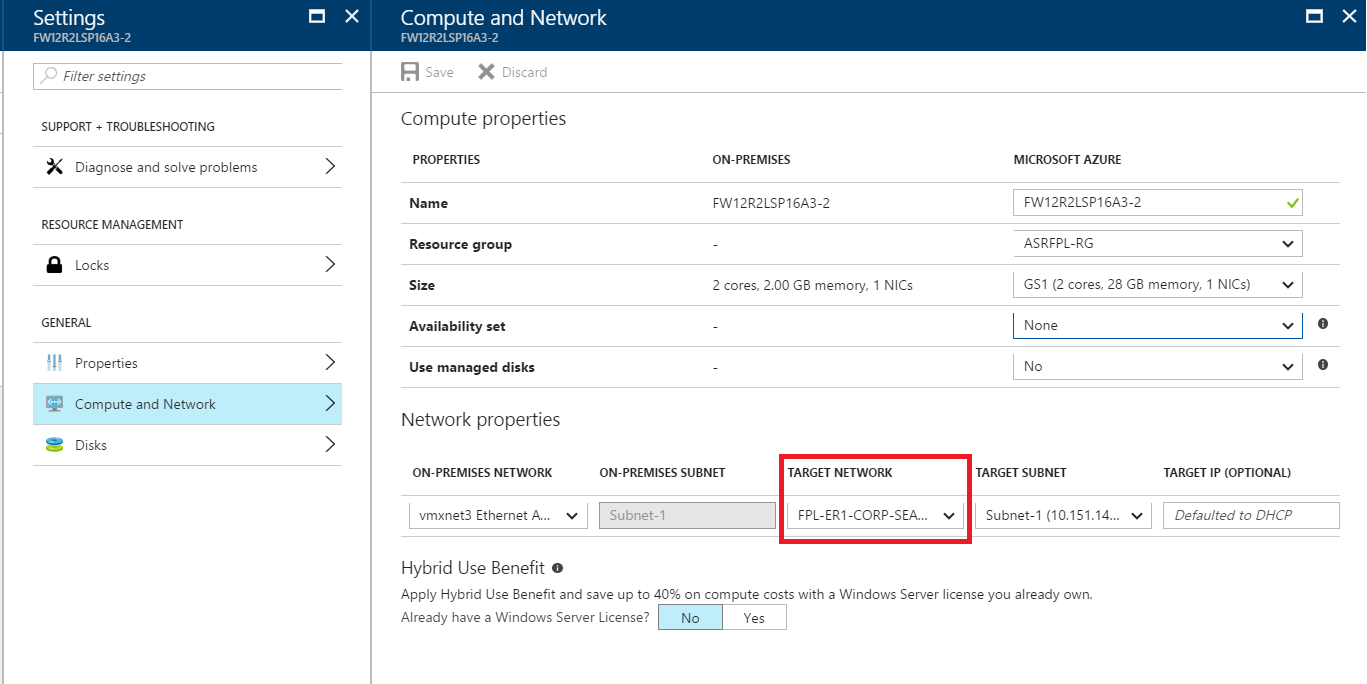 Settings
FW12R2LSP16A3-2
Filter settings
SUPPORT + TROUBLESHOOTING
Diagnose and solve problems
RESOURCE MANAGEMENT
Locks
GENERAL
Properties
Compute and Network
Disks
Compute and Network
FW12R2LSP16A3-2
Save Discard
Compute properties
PROPERTIES ON-PREMISES MICROSOFT AZURE
Name FW12R2LSP16A3-2 FW12R2LSP16A3-2
Resource group - ASRFPL-RG
Size 2 cores, 2.00 GB memory, 1 NICs GS1 (2 cores, 28 GB memory, 1 NICs)
Availability set - None
Use managed disks - No
Network properties
ON-PREMISES NETWORK ON-PREMISES SUBNET TARGET NETWORK TARGET SUBNET TARGET IP (OPTIONAL)
vmxnet3 Ethernet A... Subnet-1 FPL-ER1-CORP-SEA... Subnet-1 (10.151.14... Defaulted to DHCP
Hybrid Use Benefit
Apply Hybrid Use Benefit and save up to 40% on compute costs with a Windows Server license you already own.
Already have a Windows Server License? No Yes